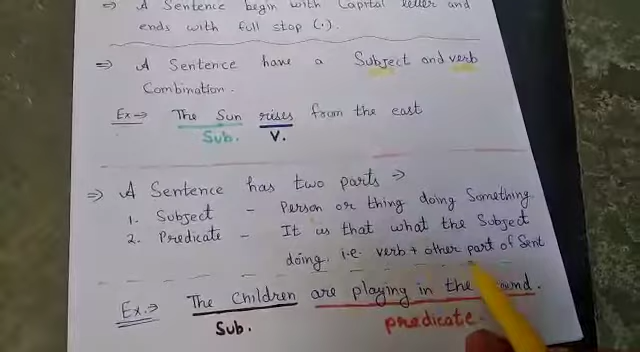 ⇒ A Sentence begin with Capital letter and
ends with full stop (.).
⇒ A Sentence have a Subject and verb
Combination.
Ex→ The Sun rises from the east
Sub. V.
⇒ A Sentence has two parts →
1. Subject - Person or thing doing Something.
2. Predicate - It is that what the Subject
doing. i.e. verb + other part of Sent
Ex.→ The Children are playing in the
Sub. predicate.